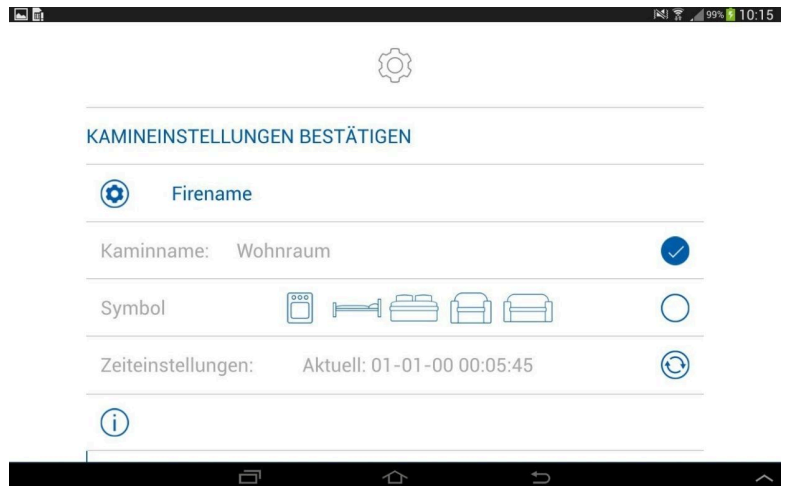 99% 10:15
KAMINEINSTELLUNGEN BESTÄTIGEN
Firename
Kaminname: Wohnraum
Symbol
Zeiteinstellungen: Aktuell: 01-01-00 00:05:45